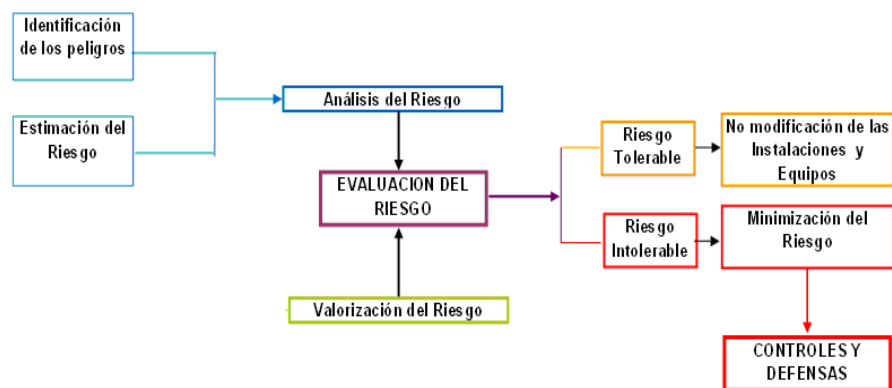 Identificación
de los peligros
Estimación del
Riesgo
Análisis del Riesgo
EVALUACION DEL
RIESGO
Valorización del Riesgo
Riesgo
Tolerable
No modificación de las
Instalaciones y
Equipos
Riesgo
Intolerable
Minimización del
Riesgo
CONTROLES Y
DEFENSAS